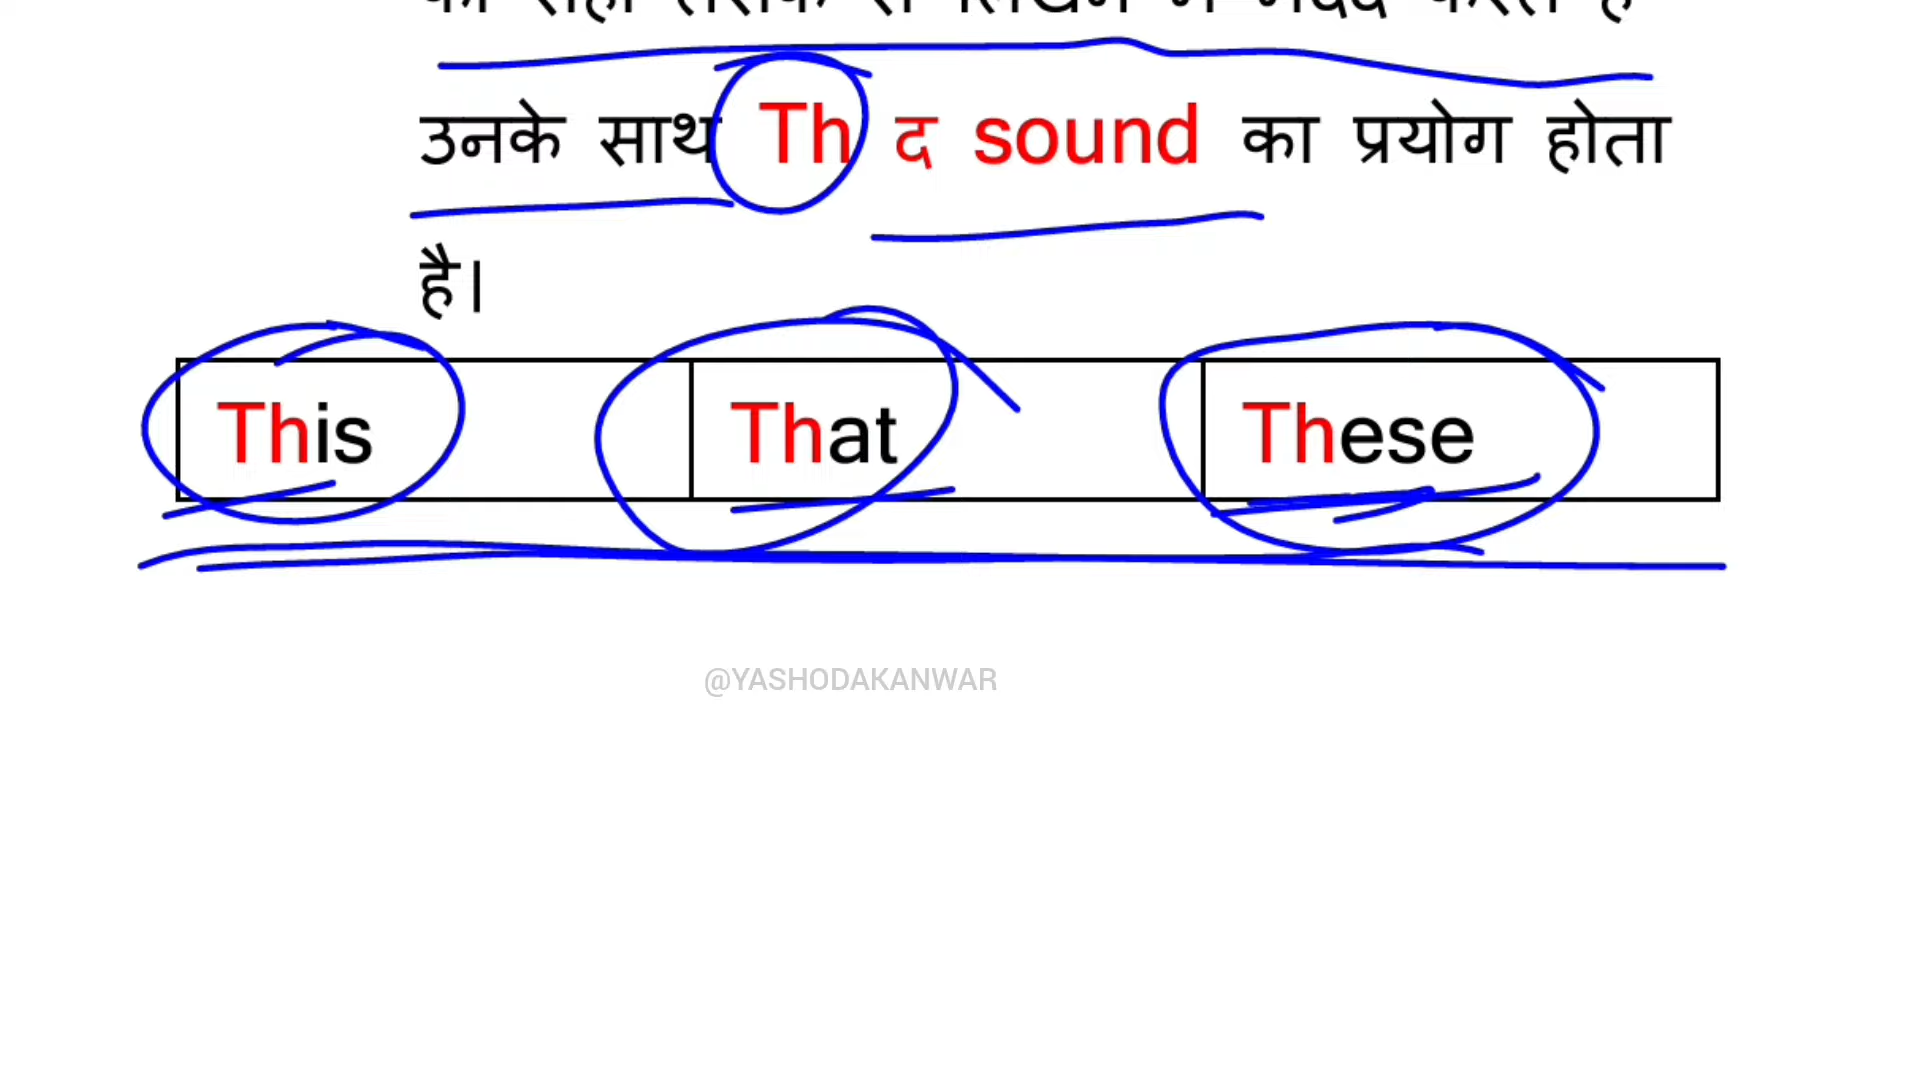 उनके साथ Th द sound का प्रयोग होता
है।
This That These
@YASHODAKANWAR